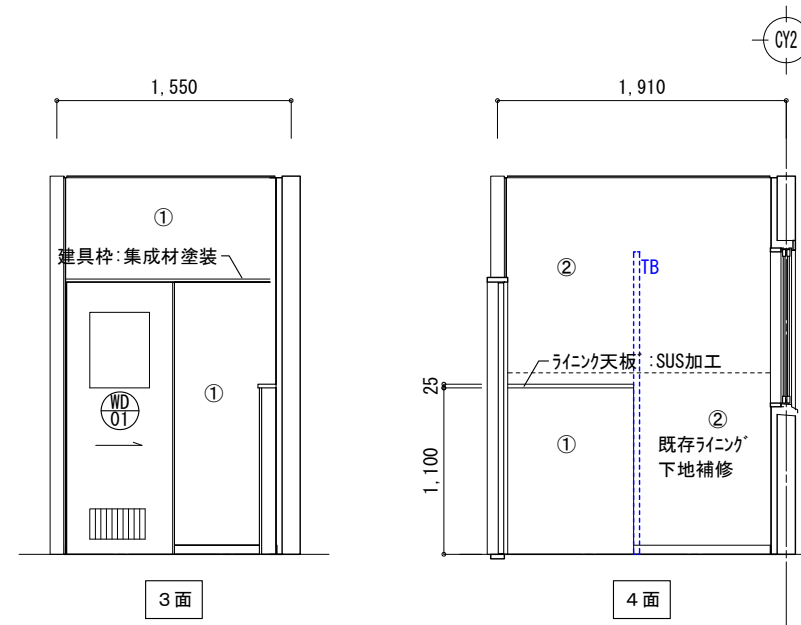 CY2
1,550
1,910
①
建具枠:集成材塗装
②
TB
ﾗｲﾆﾝｸﾞ天板:SUS加工
25
①
WD
01
①
②
既存ﾗｲﾆﾝｸﾞ
下地補修
1,100
3面
4面